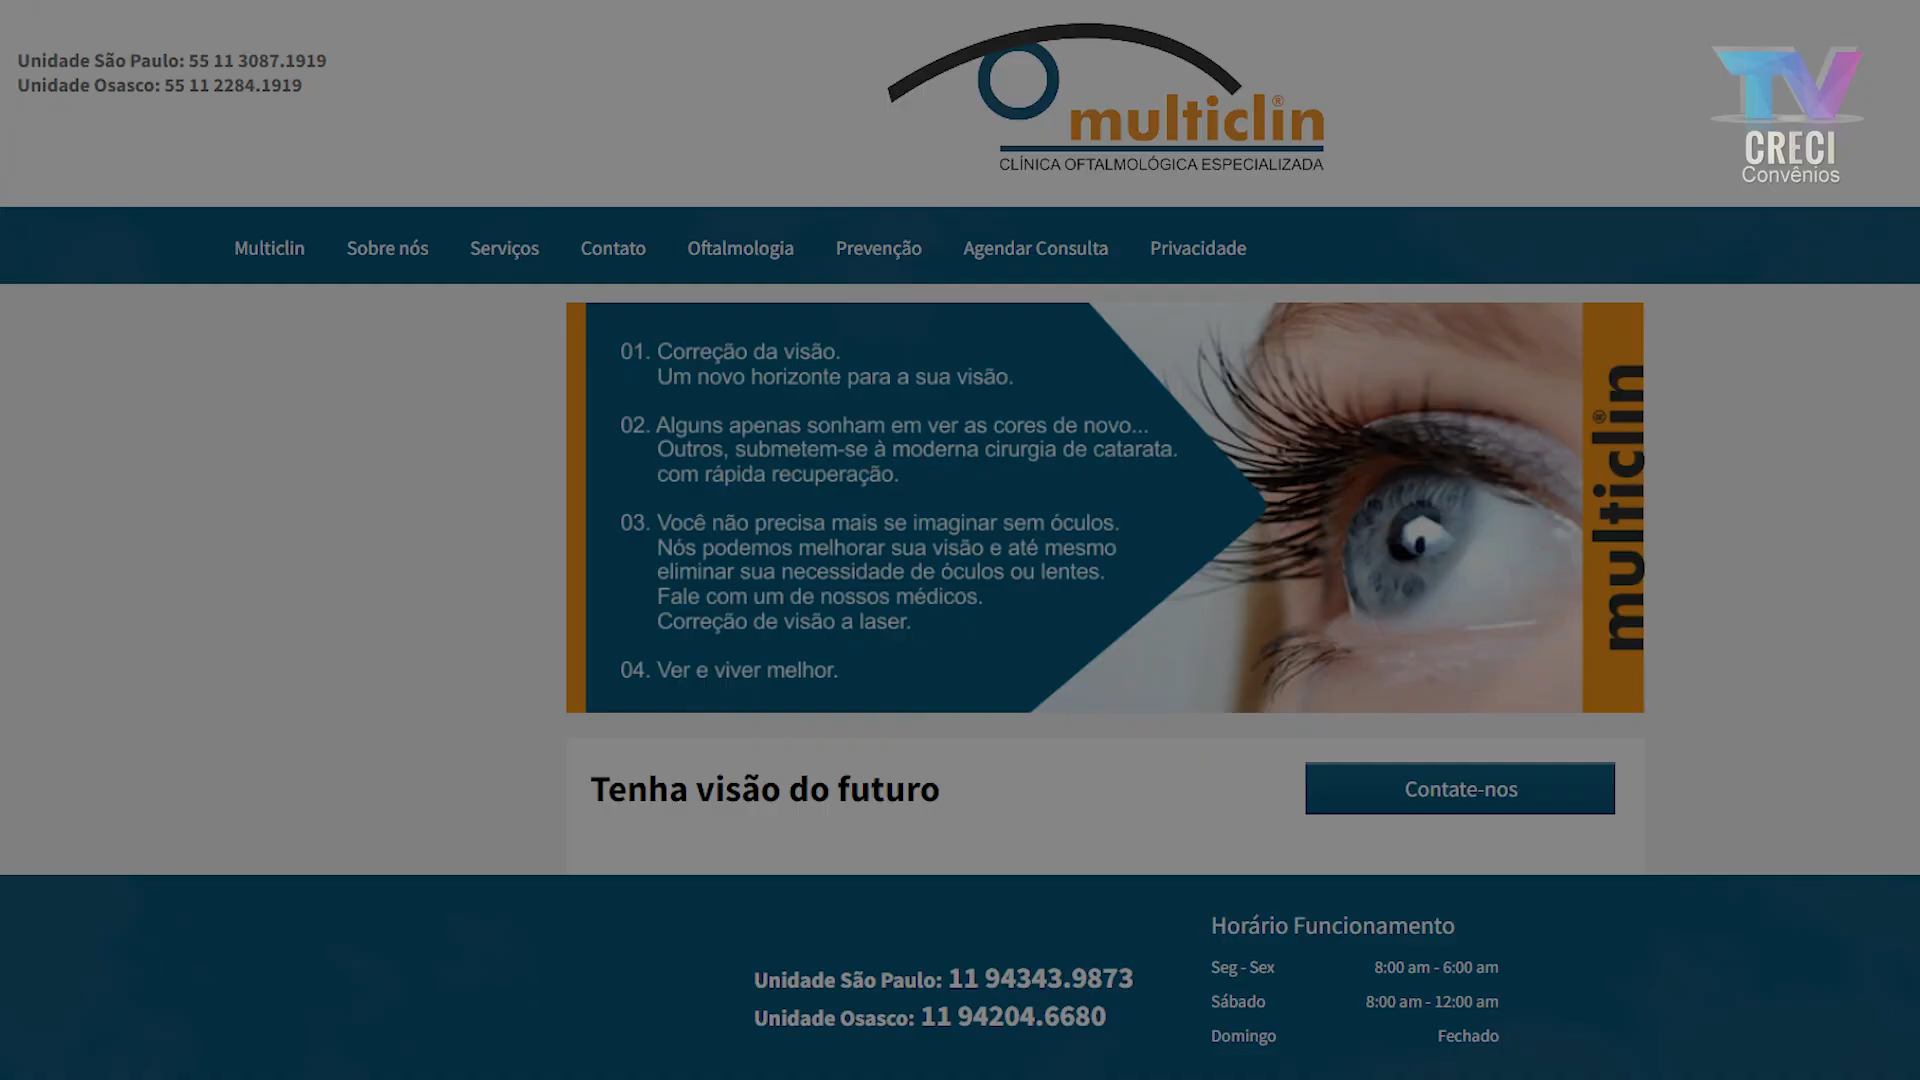 Unidade São Paulo: 55 11 3087.1919
Unidade Osasco: 55 11 2284.1919
multiclin®
CLÍNICA OFTALMOLÓGICA ESPECIALIZADA
TV
CRECI
Convênios
Multiclin Sobre nós Serviços Contato Oftalmologia Prevenção Agendar Consulta Privacidade
01. Correção da visão.
Um novo horizonte para a sua visão.
02. Alguns apenas sonham em ver as cores de novo...
Outros, submetem-se à moderna cirurgia de catarata.
com rápida recuperação.
03. Você não precisa mais se imaginar sem óculos.
Nós podemos melhorar sua visão e até mesmo
eliminar sua necessidade de óculos ou lentes.
Fale com um de nossos médicos.
Correção de visão a laser.
04. Ver e viver melhor.
multiclin®
Tenha visão do futuro
Contate-nos
Unidade São Paulo: 11 94343.9873
Unidade Osasco: 11 94204.6680
Horário Funcionamento
Seg - Sex 8:00 am - 6:00 am
Sábado 8:00 am - 12:00 am
Domingo Fechado